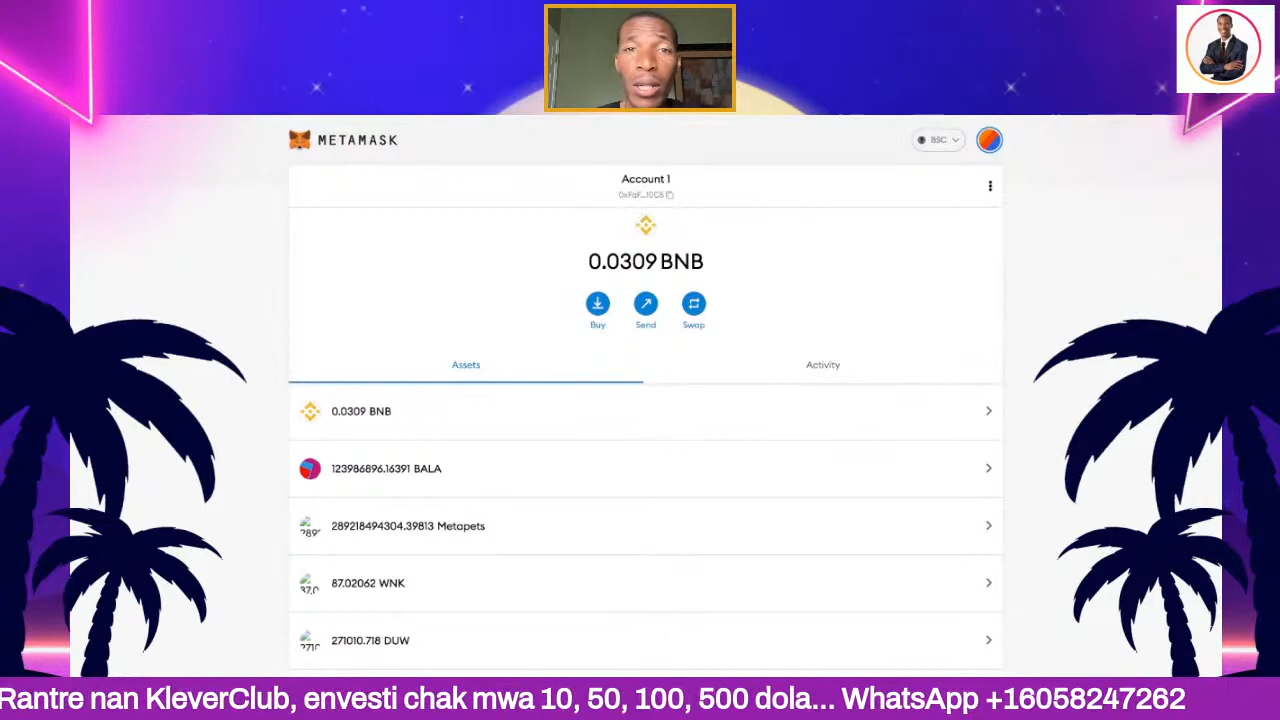 METAMASK
BSC
Account 1
0xFaF...10C5
0.0309 BNB
Buy
Send
Swap
Assets
Activity
0.0309 BNB
123986896.16391 BALA
289218494304.39813 Metapets
87.02062 WNK
271010.718 DUW
Rantre nan KleverClub, envesti chak mwa 10, 50, 100, 500 dola... WhatsApp +16058247262